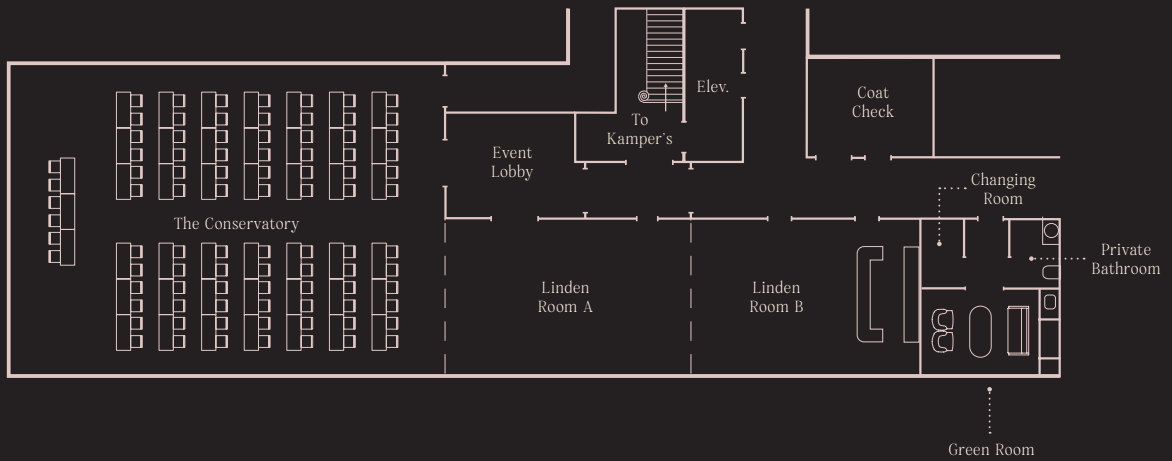 Elev.
Coat
Check
To
Kamper's
Event
Lobby
Changing
Room
The Conservatory
Private
Bathroom
Linden
Room A
Linden
Room B
Green Room